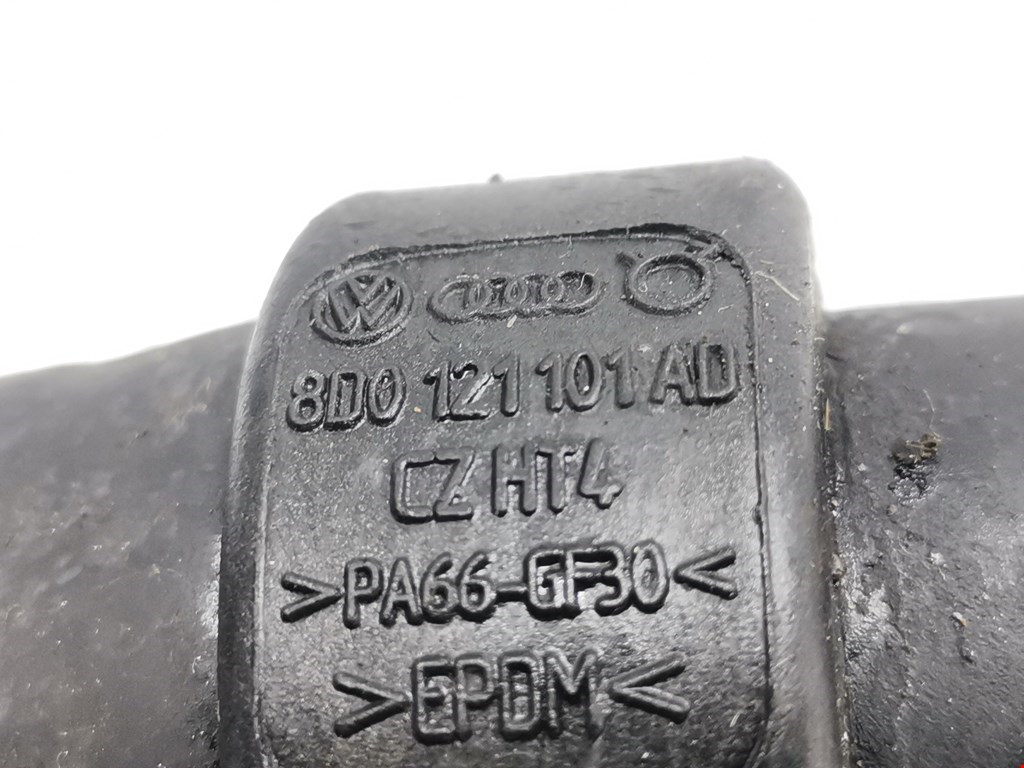 8D0 121 101 AD
CZ HT4
>PA66-GF30<
>EPDM<